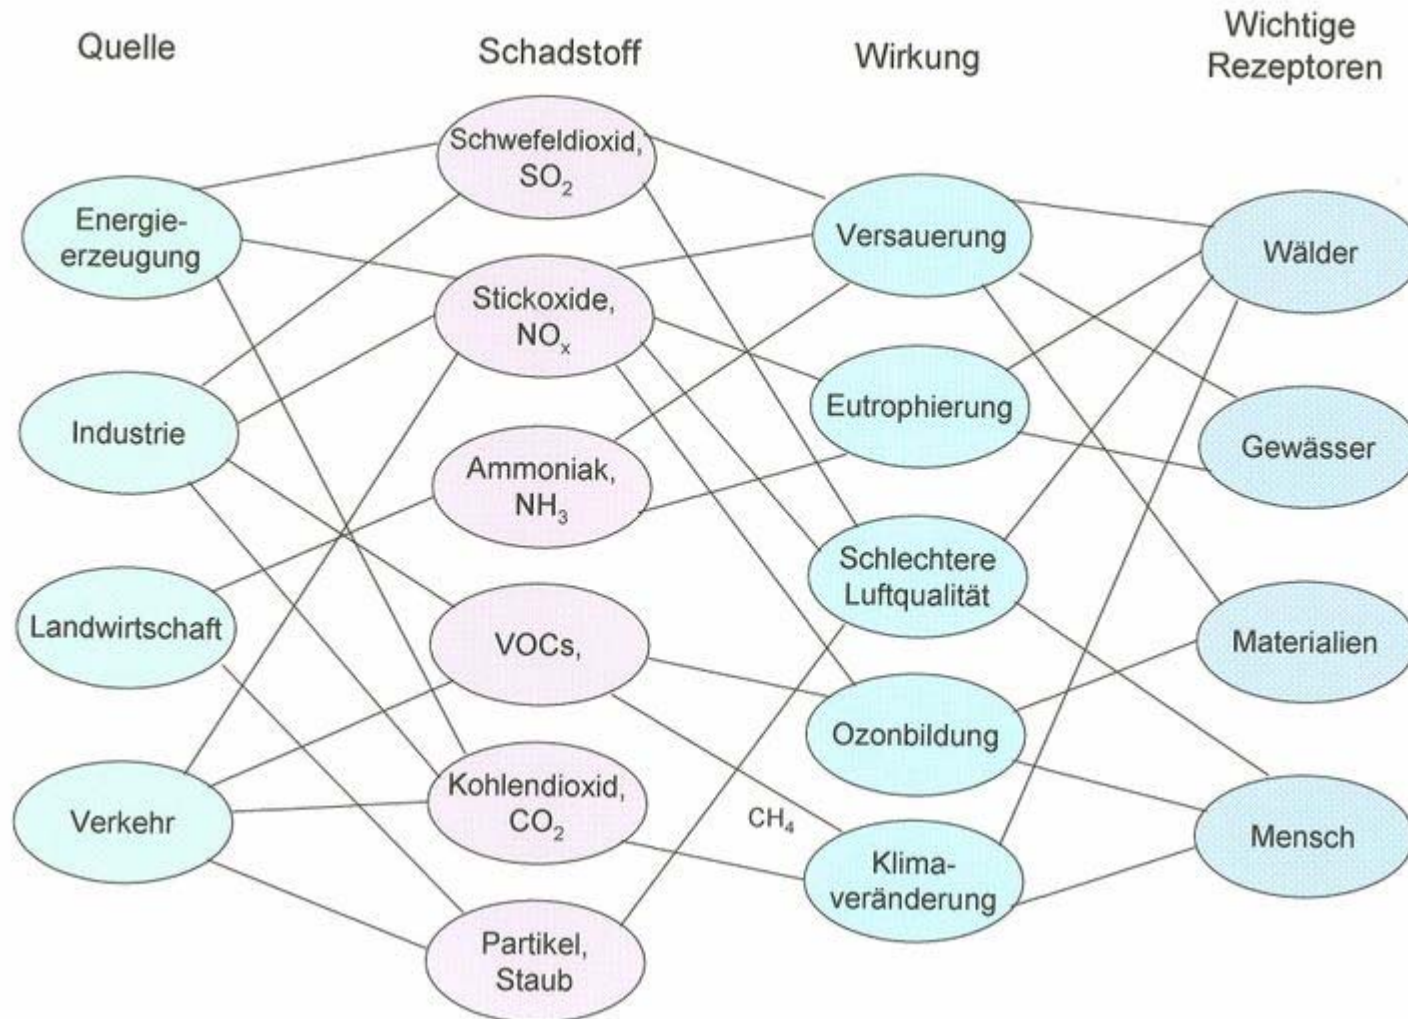 Quelle
Schadstoff
Wirkung
Wichtige
Rezeptoren
Energie-
erzeugung
Industrie
Landwirtschaft
Verkehr
Schwefeldioxid,
SO₂
Stickoxide,
NOₓ
Ammoniak,
NH₃
VOCs,
Kohlendioxid,
CO₂
Partikel,
Staub
CH₄
Versauerung
Eutrophierung
Schlechtere
Luftqualität
Ozonbildung
Klima-
veränderung
Wälder
Gewässer
Materialien
Mensch